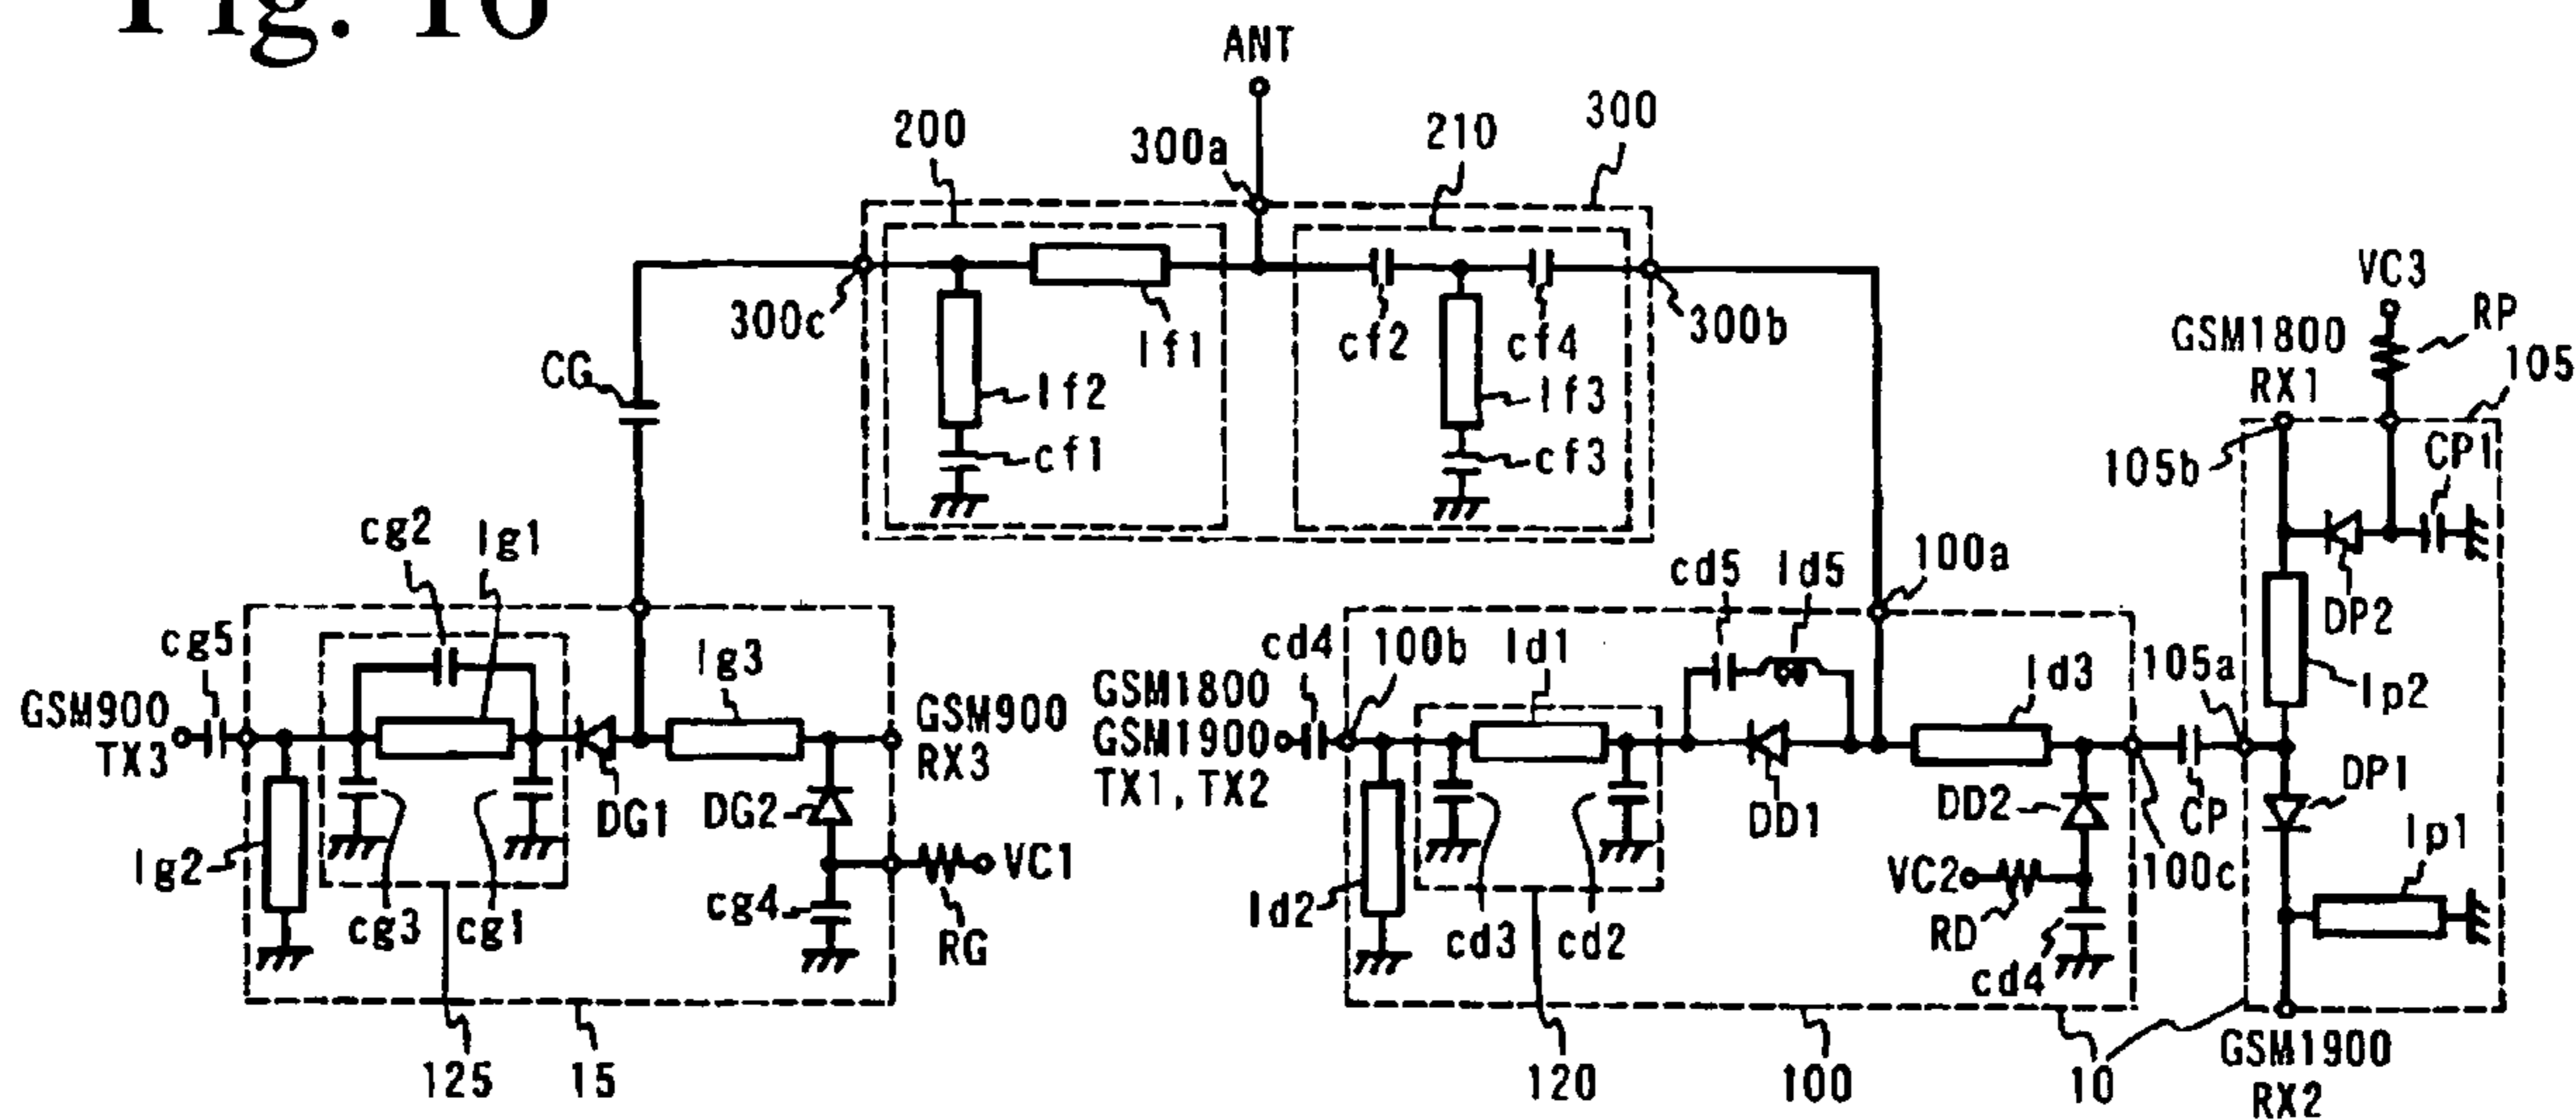 Fig. 16
ANT
200
300a
210
300
300c
lf1
cf2
cf4
300b
lf2
lf3
cf1
cf3
CG
VC3
RP
GSM1800
RX1
105
105b
CP1
DP2
lp2
cg2
lg1
cg5
lg3
GSM900
TX3
GSM900
RX3
DG1
DG2
VC1
lg2
cg3
cg1
cg4
RG
125
15
cd5
ld5
100a
cd4
100b
ld1
ld3
105a
GSM1800
GSM1900
TX1, TX2
DD1
DD2
CP
DP1
lp1
VC2
100c
ld2
cd3
cd2
RD
cd4
120
100
10
GSM1900
RX2